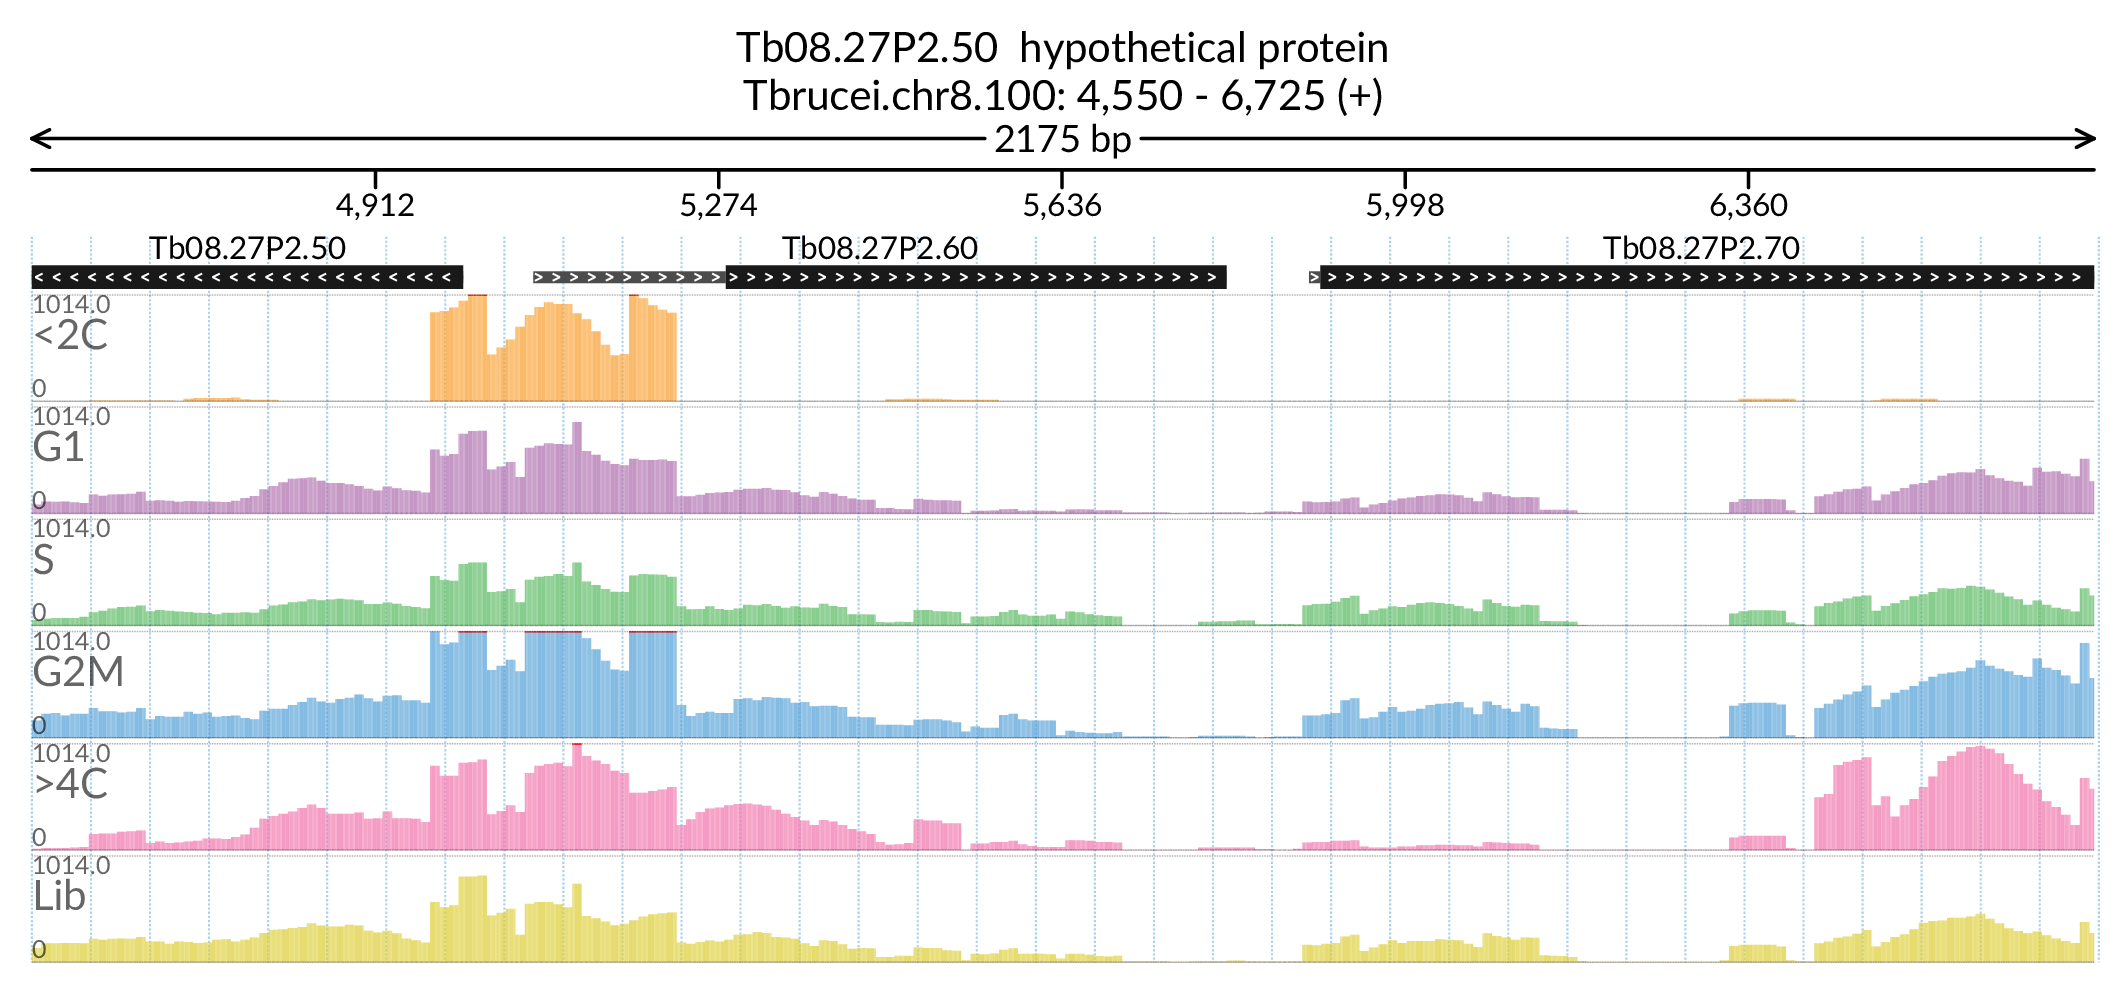 Tb08.27P2.50  hypothetical protein
Tbrucei.chr8.100: 4,550 - 6,725 (+)
2175 bp
4,912 5,274 5,636 5,998 6,360
Tb08.27P2.50 Tb08.27P2.60 Tb08.27P2.70
1014.0
<2C
0
1014.0
G1
0
1014.0
S
0
1014.0
G2M
0
1014.0
>4C
0
1014.0
Lib
0